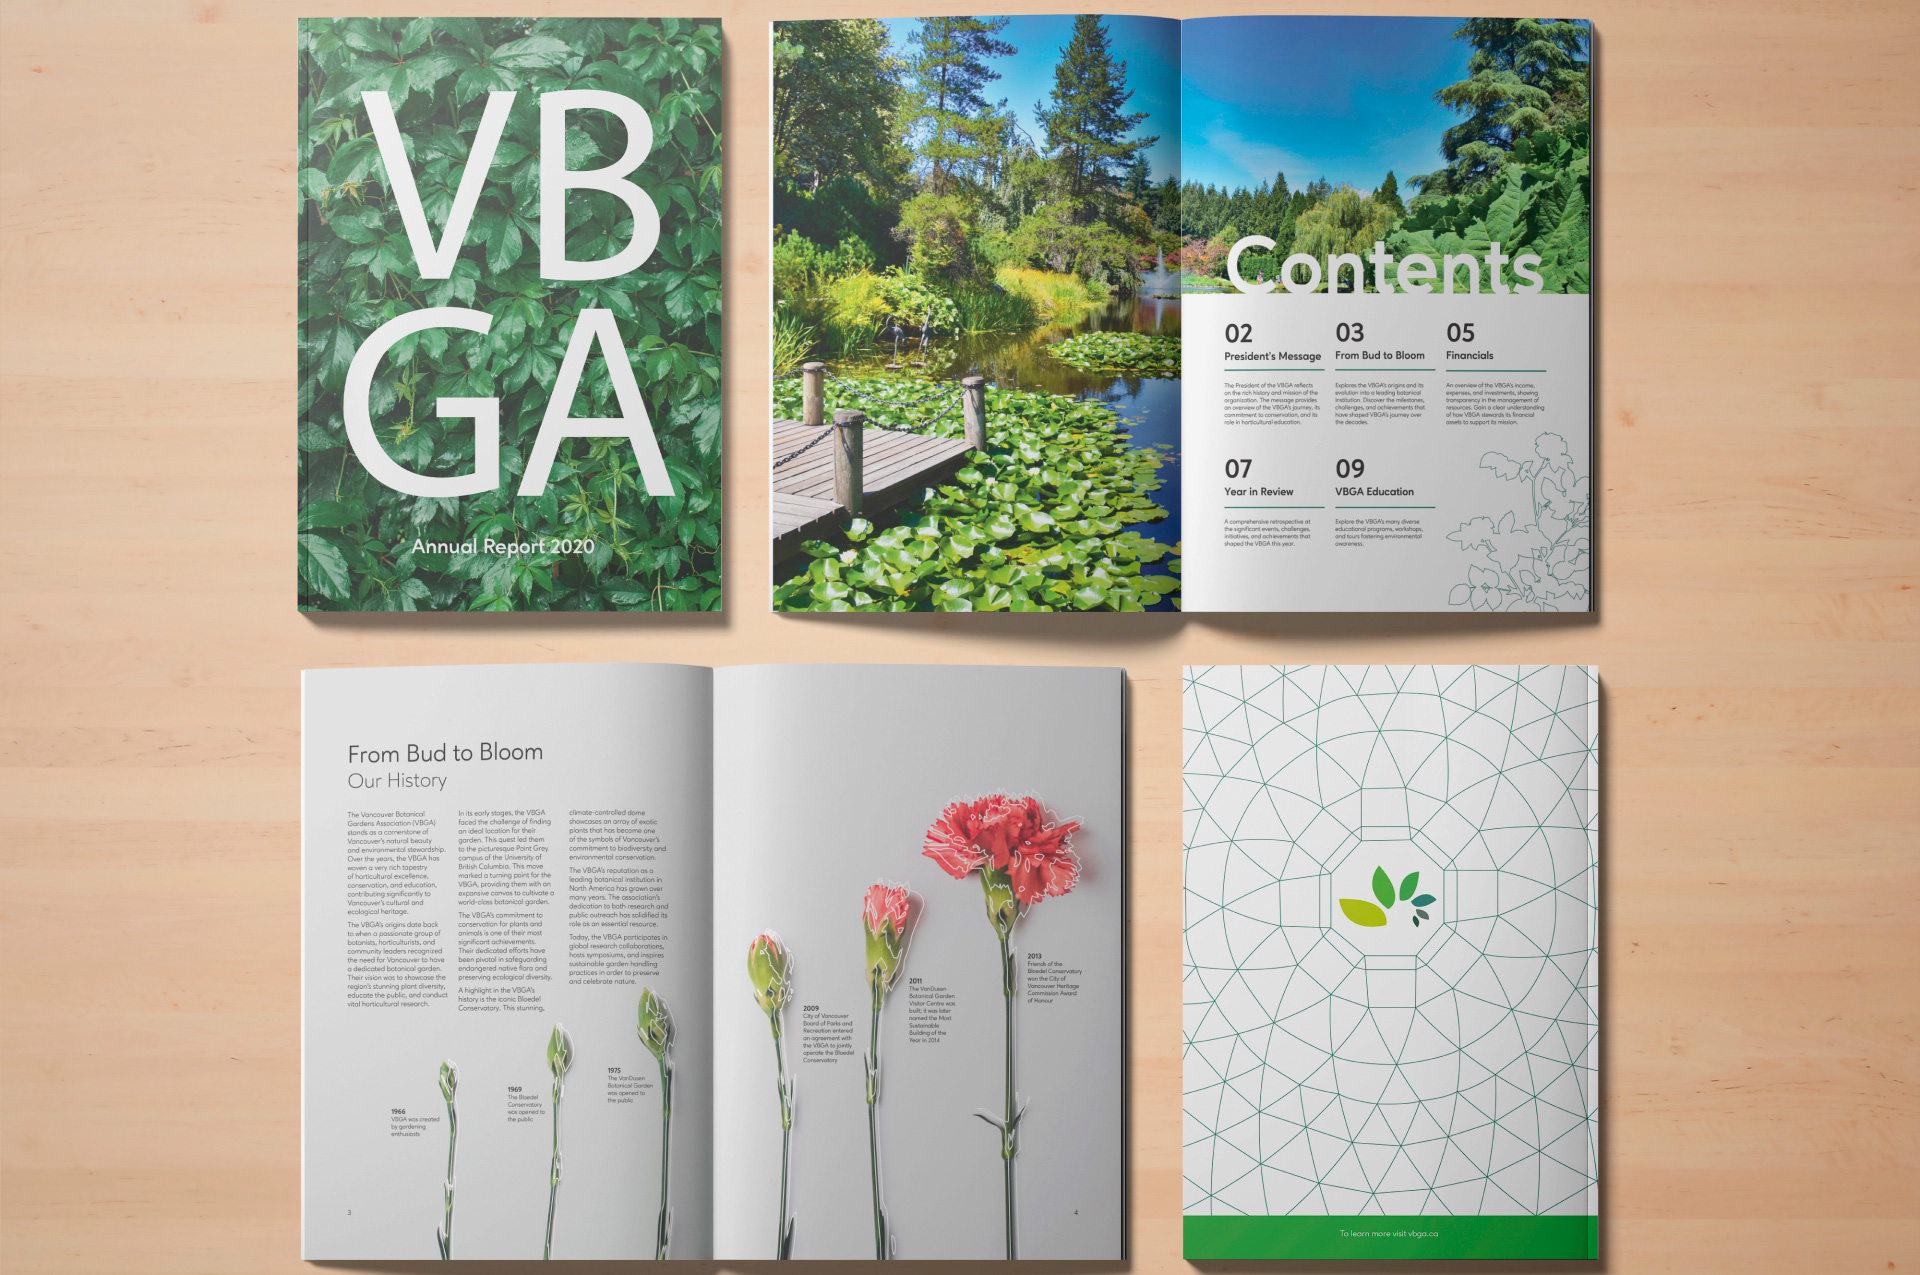 VB
GA
Annual Report 2020
Contents
02
President's Message
The President of the VBGA reflects
on the rich history and mission of the
organization. The message provides
an overview of the VBGA's journey, its
commitment to conservation, and its
role in horticultural education.
03
From Bud to Bloom
Explores the VBGA's origins and its
evolution into a leading botanical
institution. Discover the milestones,
challenges, and achievements that
have shaped VBGA's journey over
the decades.
05
Financials
An overview of the VBGA's income,
expenses, and investments, showing
transparency in the management of
resources. Gain a clear understanding
of how VBGA stewards its financial
assets to support its mission.
07
Year in Review
A comprehensive retrospective at
the significant events, challenges,
initiatives, and achievements that
shaped the VBGA this year.
09
VBGA Education
Explore the VBGA's many diverse
educational programs, workshops,
and tours fostering environmental
awareness.
From Bud to Bloom
Our History
The Vancouver Botanical
Gardens Association (VBGA)
stands as a cornerstone of
Vancouver's natural beauty
and environmental stewardship.
Over the years, the VBGA has
woven a very rich tapestry
of horticultural excellence,
conservation, and education,
contributing significantly to
Vancouver's cultural and
ecological heritage.
The VBGA's origins date back
to when a passionate group of
botanists, horticulturists, and
community leaders recognized
the need for Vancouver to have
a dedicated botanical garden.
Their vision was to showcase the
region's stunning plant diversity,
educate the public, and conduct
vital horticultural research.
In its early stages, the VBGA
faced the challenge of finding
an ideal location for their
garden. This quest led them
to the picturesque Point Grey
campus of the University of
British Columbia. This move
marked a turning point for the
VBGA, providing them with an
expansive canvas to cultivate a
world-class botanical garden.
The VBGA's commitment to
conservation for plants and
animals is one of their most
significant achievements.
Their dedicated efforts have
been pivotal in safeguarding
endangered native flora and
preserving ecological diversity.
A highlight in the VBGA's
history is the iconic Bloedel
Conservatory. This stunning,
climate-controlled dome
showcases an array of exotic
plants that has become one
of the symbols of Vancouver's
commitment to biodiversity and
environmental conservation.
The VBGA's reputation as a
leading botanical institution in
North America has grown over
many years. The association's
dedication to both research and
public outreach has solidified its
role as an essential resource.
Today, the VBGA participates in
global research collaborations,
hosts symposiums, and inspires
sustainable garden handling
practices in order to preserve
and celebrate nature.
1966
VBGA was created
by gardening
enthusiasts
1969
The Bloedel
Conservatory
was opened to
the public
1975
The VanDusen
Botanical Garden
was opened to
the public
2009
City of Vancouver
Board of Parks and
Recreation entered
an agreement with
the VBGA to jointly
operate the Bloedel
Conservatory
2011
The VanDusen
Botanical Garden
Visitor Centre was
built; it was later
named the Most
Sustainable
Building of the
Year in 2014
2013
Friends of the
Bloedel Conservatory
won the City of
Vancouver Heritage
Commission Award
of Honour
3
4
To learn more visit vbga.ca